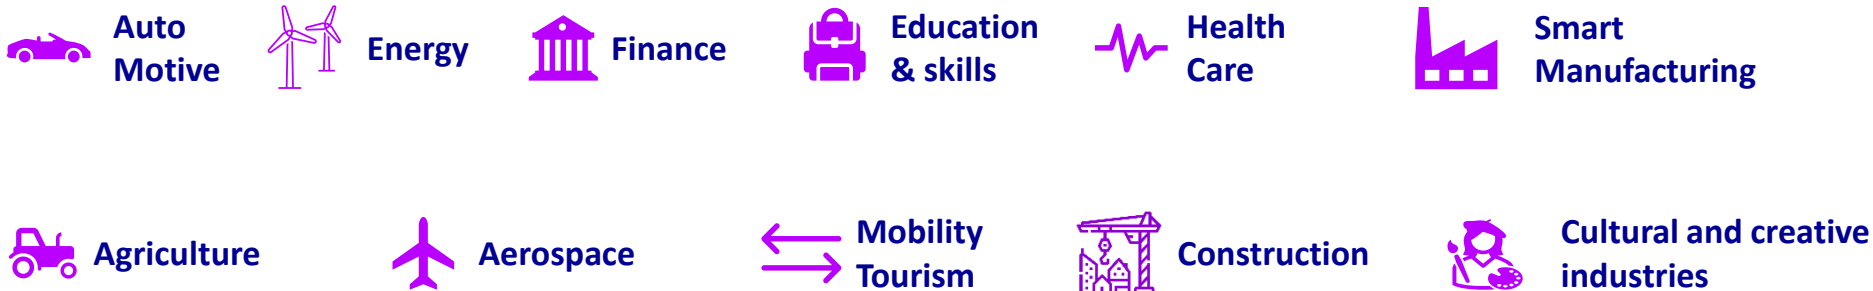 Auto
Motive
Energy
Finance
Education
& skills
Health
Care
Smart
Manufacturing
Agriculture
Aerospace
Mobility
Tourism
Construction
Cultural and creative
industries